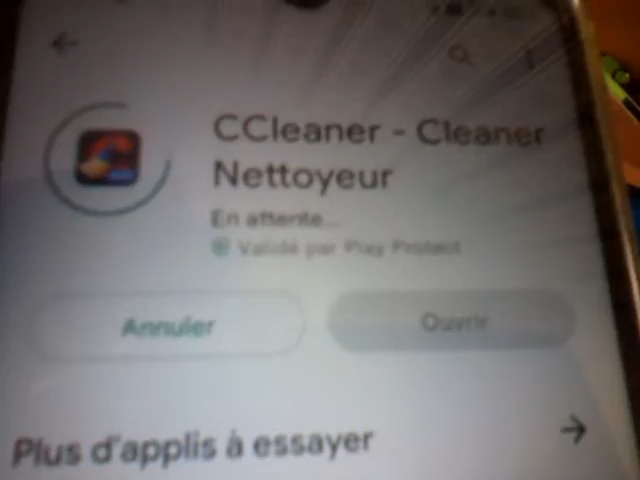 CCleaner - Cleaner
Nettoyeur
En attente...
Validé par Play Protect
Annuler
Ouvrir
Plus d'applis à essayer